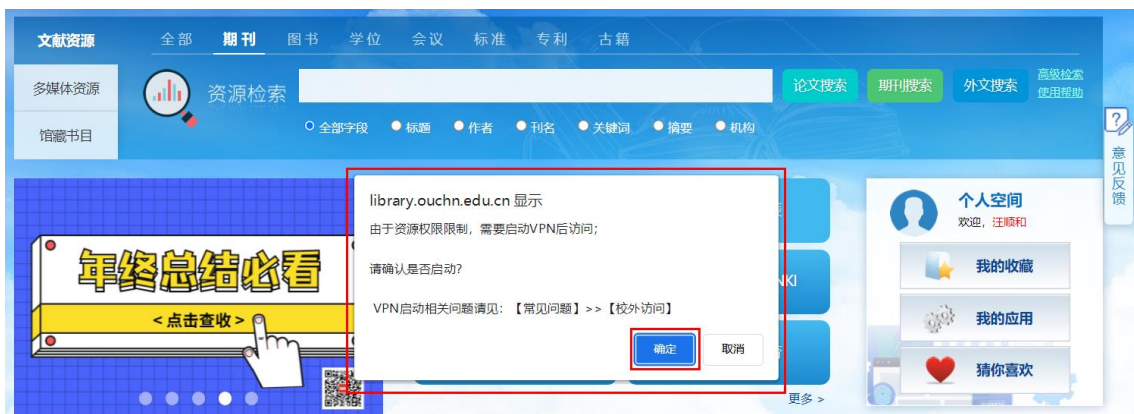 文献资源
全部 期刊 图书 学位 会议 标准 专利 古籍
多媒体资源
馆藏书目
资源检索
论文搜索
期刊搜索
外文搜索
高级检索
使用帮助
全部字段 标题 作者 刊名 关键词 摘要 机构
意见反馈
年终总结必看
<点击查收>
library.ouchn.edu.cn 显示
由于资源权限限制，需要启动VPN后访问；
请确认是否启动？
VPN启动相关问题请见：【常见问题】>>【校外访问】
确定
取消
NKI
更多 >
个人空间
欢迎，汪顺和
我的收藏
我的应用
猜你喜欢